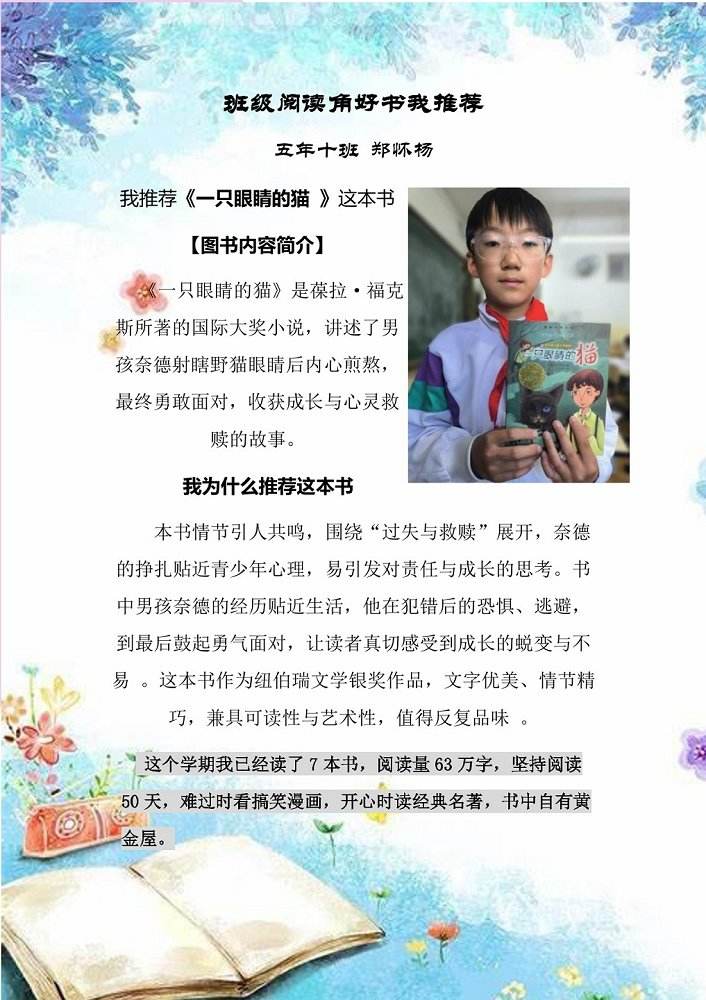 班级阅读角好书我推荐
五年十班 郑怀杨
我推荐《一只眼睛的猫 》这本书
【图书内容简介】
《一只眼睛的猫》是葆拉·福克
斯所著的国际大奖小说，讲述了男
孩奈德射瞎野猫眼睛后内心煎熬，
最终勇敢面对，收获成长与心灵救
赎的故事。
一只眼睛的猫
我为什么推荐这本书
本书情节引人共鸣，围绕“过失与救赎”展开，奈德
的挣扎贴近青少年心理，易引发对责任与成长的思考。书
中男孩奈德的经历贴近生活，他在犯错后的恐惧、逃避，
到最后鼓起勇气面对，让读者真切感受到成长的蜕变与不
易 。这本书作为纽伯瑞文学银奖作品，文字优美、情节精
巧，兼具可读性与艺术性，值得反复品味 。
这个学期我已经读了 7 本书，阅读量 63 万字，坚持阅读
50 天，难过时看搞笑漫画，开心时读经典名著，书中自有黄
金屋。